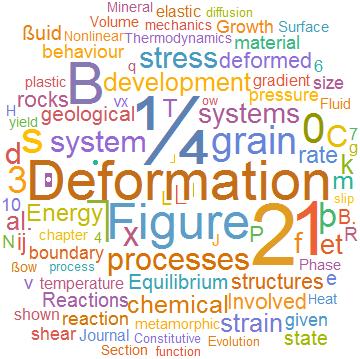 Mineral elastic diffusion
Volume mechanics Growth Surface
ßuid Nonlinear Thermodynamics material
behaviour stress deformed 6
plastic q B development gradient size
rocks vx ow pressure Fluid
H geological T ¼ systems 0 C 7
yield s system grain g
d rate k
3 Deformation m
10 Energy Figure 21 p B. slip
al. x f et
N ij chapter 4 L L J P R
ßow boundary processes Phase
process Equilibrium structures e
v temperature chemical Involved Heat
Reactions
shown reaction strain given
shear metamorphic state
Journal Constitutive Evolution
Section function